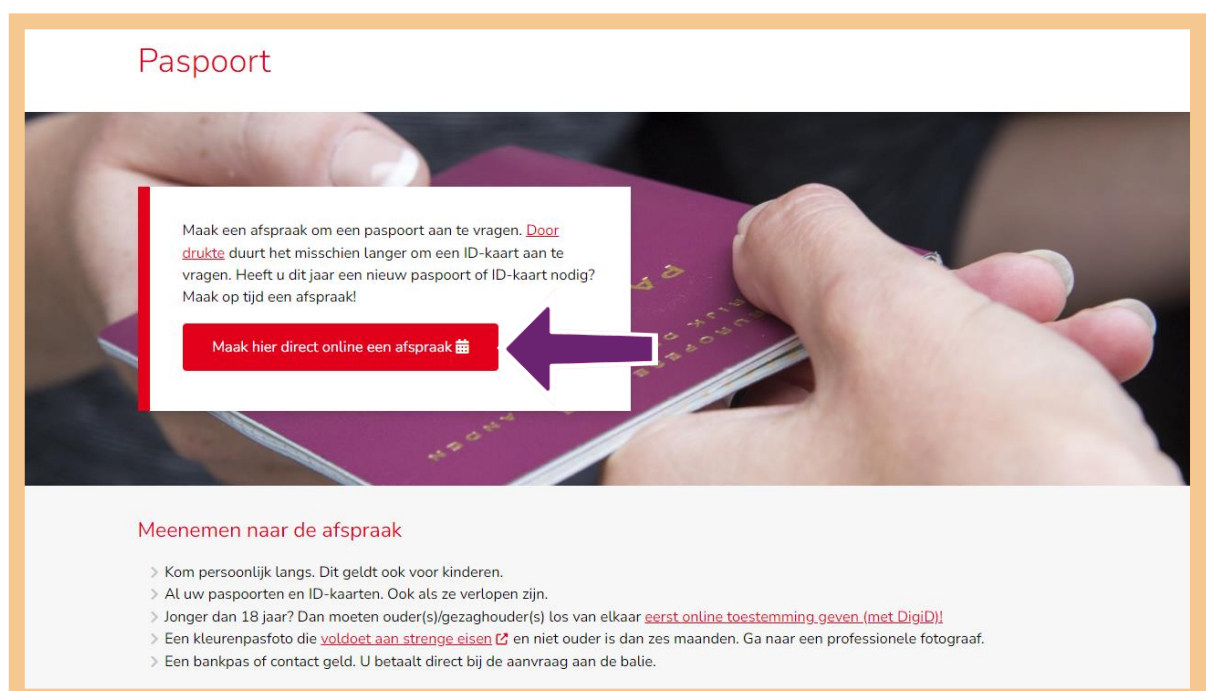 Paspoort
Maak een afspraak om een paspoort aan te vragen. Door
drukte duurt het misschien langer om een ID-kaart aan te
vragen. Heeft u dit jaar een nieuw paspoort of ID-kaart nodig?
Maak op tijd een afspraak!
Maak hier direct online een afspraak
Meenemen naar de afspraak
Kom persoonlijk langs. Dit geldt ook voor kinderen.
Al uw paspoorten en ID-kaarten. Ook als ze verlopen zijn.
Jonger dan 18 jaar? Dan moeten ouder(s)/gezaghouder(s) los van elkaar eerst online toestemming geven (met DigiD)!
Een kleurenpasfoto die voldoet aan strenge eisen en niet ouder is dan zes maanden. Ga naar een professionele fotograaf.
Een bankpas of contact geld. U betaalt direct bij de aanvraag aan de balie.